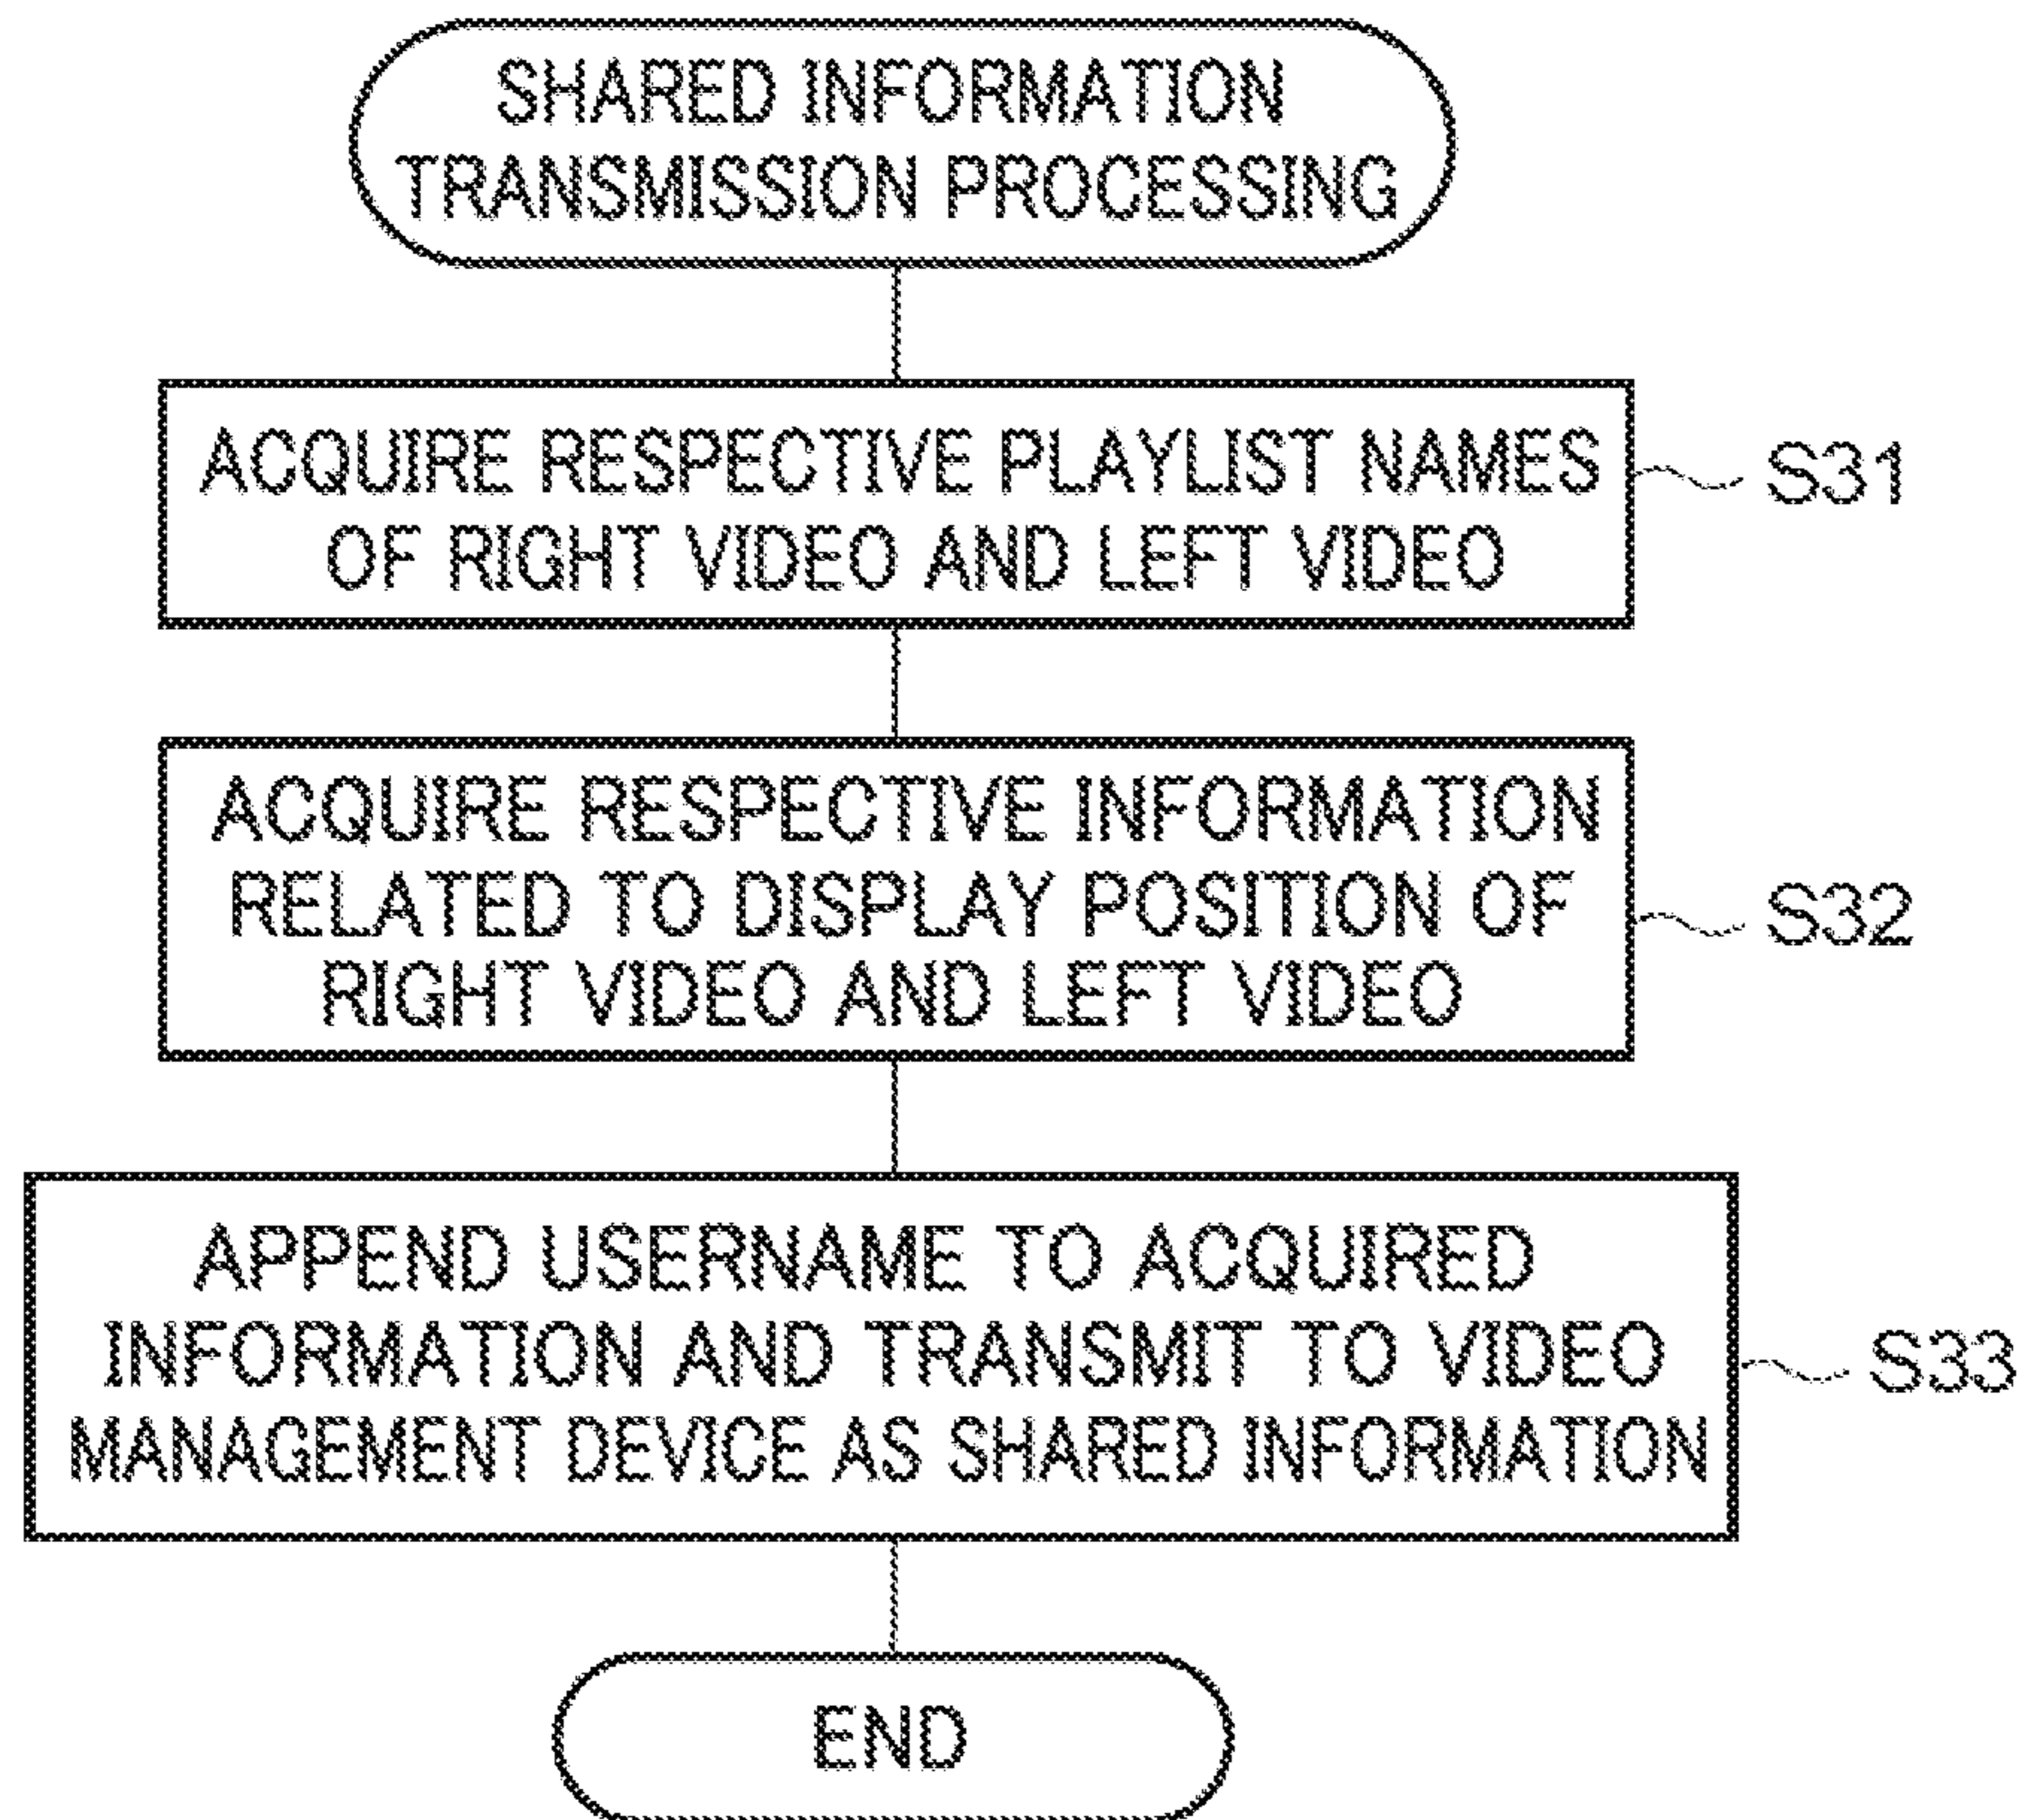 SHARED INFORMATION
TRANSMISSION PROCESSING
ACQUIRE RESPECTIVE PLAYLIST NAMES
OF RIGHT VIDEO AND LEFT VIDEO
S31
ACQUIRE RESPECTIVE INFORMATION
RELATED TO DISPLAY POSITION OF
RIGHT VIDEO AND LEFT VIDEO
S32
APPEND USERNAME TO ACQUIRED
INFORMATION AND TRANSMIT TO VIDEO
MANAGEMENT DEVICE AS SHARED INFORMATION
S33
END